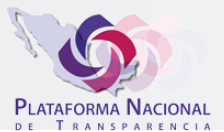 PLATAFORMA NACIONAL
DE TRANSPARENCIA